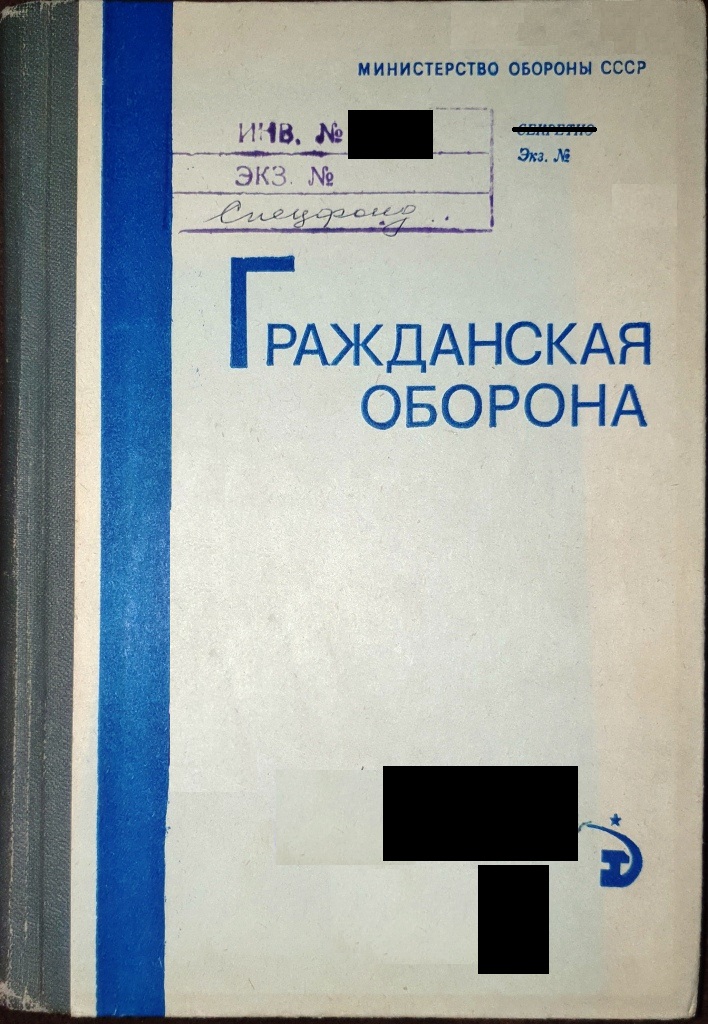 МИНИСТЕРСТВО ОБОРОНЫ СССР
ИНВ. №
СЕКРЕТНО
Экз. №
ЭКЗ. №
Спецфонд..
ГРАЖДАНСКАЯ
ОБОРОНА